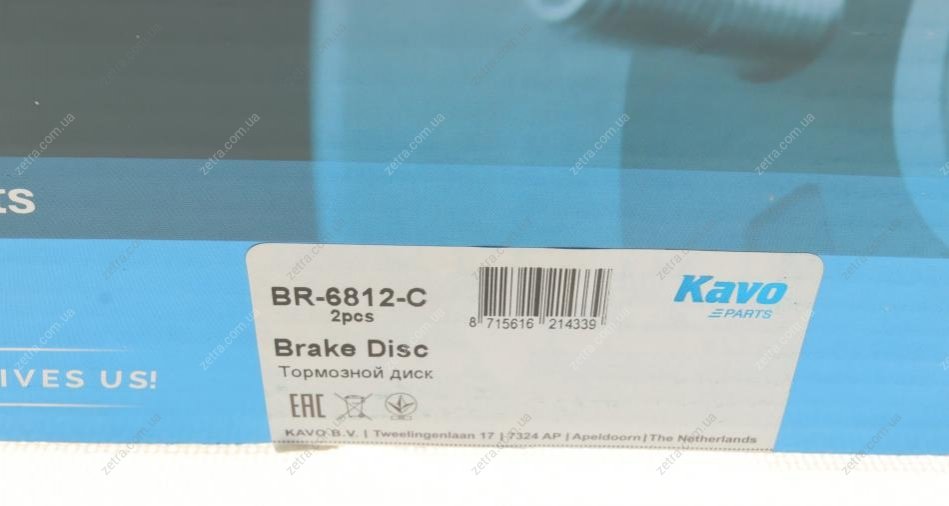 ts
IVES US!
BR-6812-C
2pcs
8 715616 214339
Kavo
PARTS
Brake Disc
Тормозной диск
EAC
KAVO B.V. | Tweelingenlaan 17 | 7324 AP | Apeldoorn | The Netherlands
zetra.com.ua